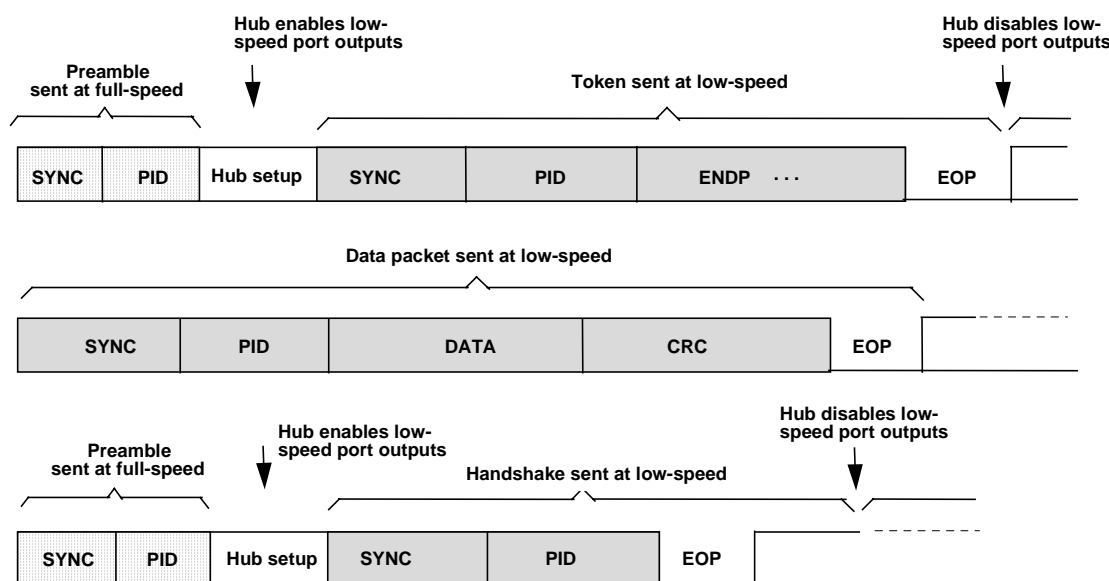 Hub enables low-
speed port outputs
Hub disables low-
speed port outputs
Preamble
sent at full-speed
Token sent at low-speed
SYNC PID Hub setup SYNC PID ENDP . . . EOP
Data packet sent at low-speed
SYNC PID DATA CRC EOP
Hub disables low-
speed port outputs
Hub enables low-
speed port outputs
Preamble
sent at full-speed
Handshake sent at low-speed
SYNC PID Hub setup SYNC PID EOP